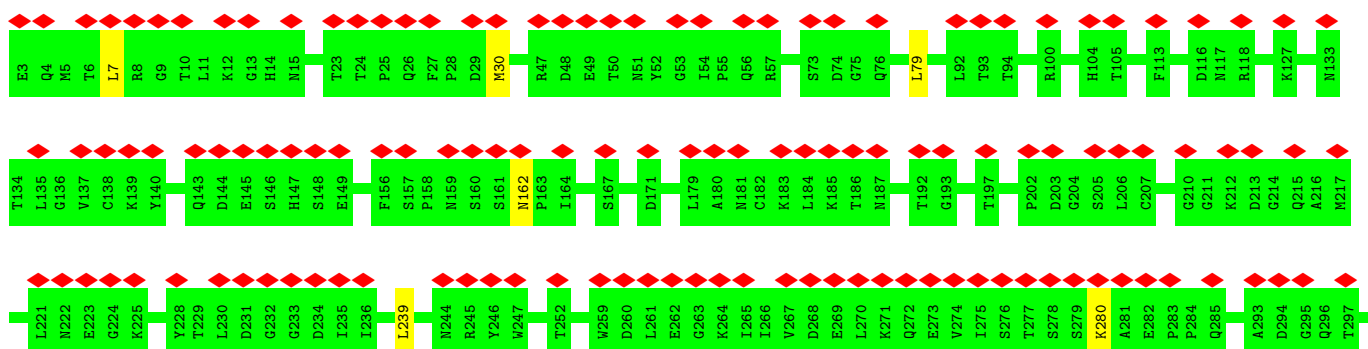 E3 Q4 M5 T6 L7 R8 G9 T10 L11 K12 G13 H14 N15 T23 T24 P25 Q26 F27 P28 D29 M30 R47 D48 E49 T50 N51 Y52 G53 I54 P55 Q56 R57 S73 D74 G75 Q76 L79 L92 T93 T94 R100 H104 T105 F113 D116 N117 R118 K127 N133
T134 L135 G136 V137 C138 K139 Y140 Q143 D144 E145 S146 H147 S148 E149 F156 S157 P158 N159 S160 S161 N162 P163 I164 S167 D171 L179 A180 N181 C182 K183 L184 K185 T186 N187 T192 G193 T197 P202 D203 G204 S205 L206 C207 G210 G211 K212 D213 G214 Q215 A216 M217
L221 N222 E223 G224 K225 Y228 T229 L230 D231 G232 G233 D234 I235 I236 L239 N244 R245 Y246 W247 T252 W259 D260 L261 E262 G263 K264 I265 I266 V267 D268 E269 L270 K271 Q272 E273 V274 I275 S276 T277 S278 S279 K280 A281 E282 P283 P284 Q285 A293 D294 G295 Q296 T297